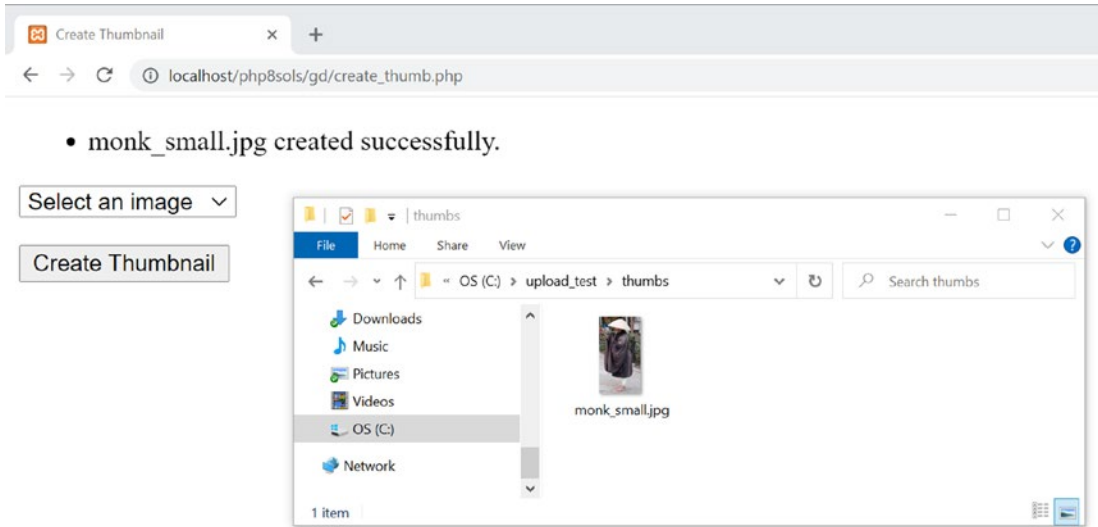 Create Thumbnail
localhost/php8sols/gd/create_thumb.php
• monk_small.jpg created successfully.
Select an image
Create Thumbnail
thumbs
File Home Share View
« OS (C:) > upload_test > thumbs
Search thumbs
Downloads
Music
Pictures
Videos
OS (C:)
Network
monk_small.jpg
1 item